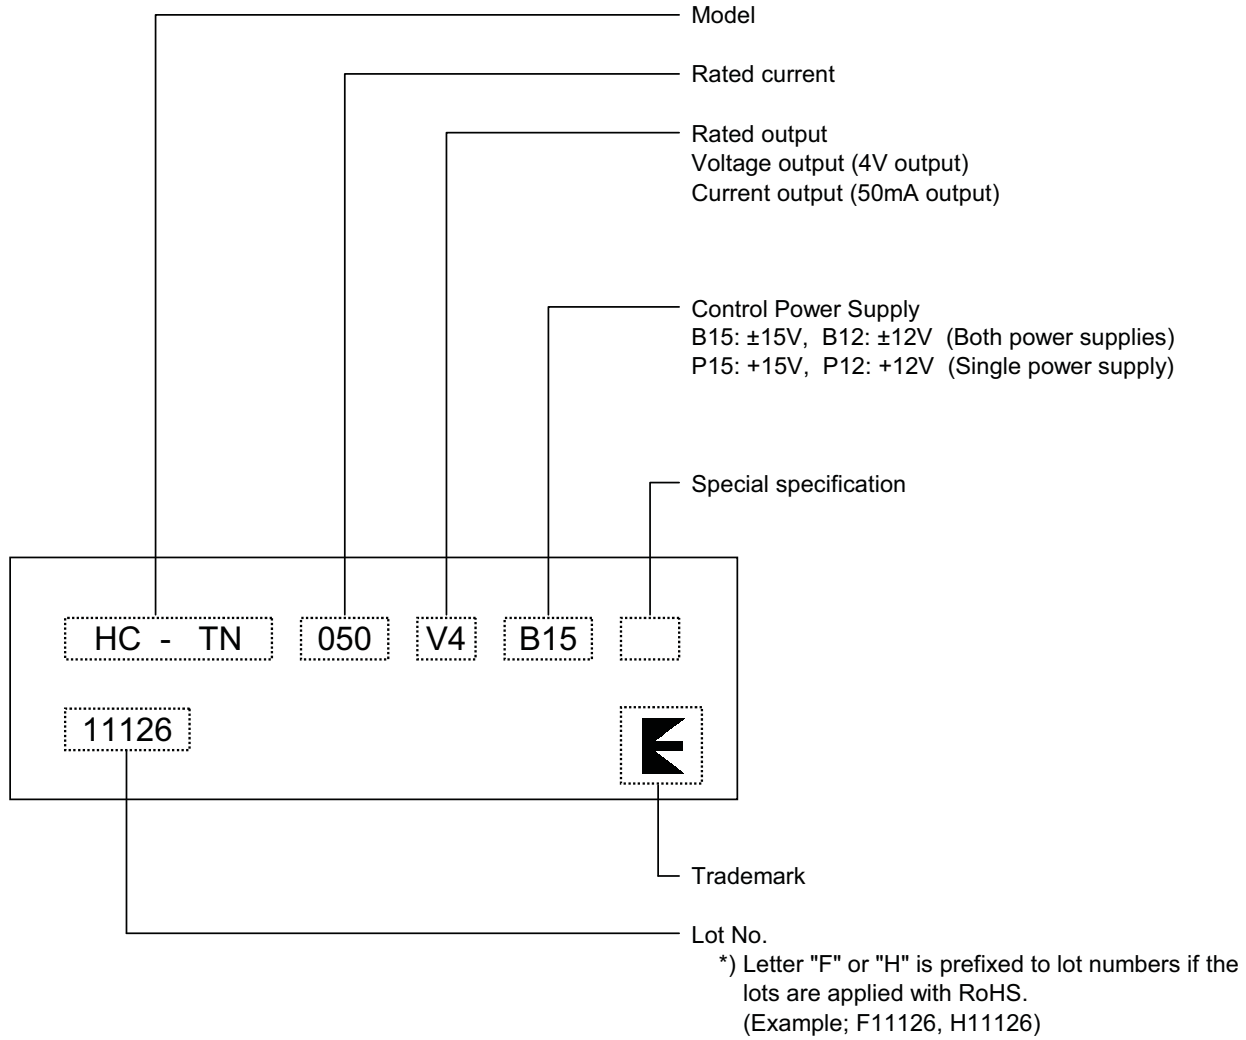 Model
Rated current
Rated output
Voltage output (4V output)
Current output (50mA output)
Control Power Supply
B15: ±15V, B12: ±12V (Both power supplies)
P15: +15V, P12: +12V (Single power supply)
Special specification
HC - TN 050 V4 B15
11126
Trademark
Lot No.
*) Letter "F" or "H" is prefixed to lot numbers if the
lots are applied with RoHS.
(Example; F11126, H11126)